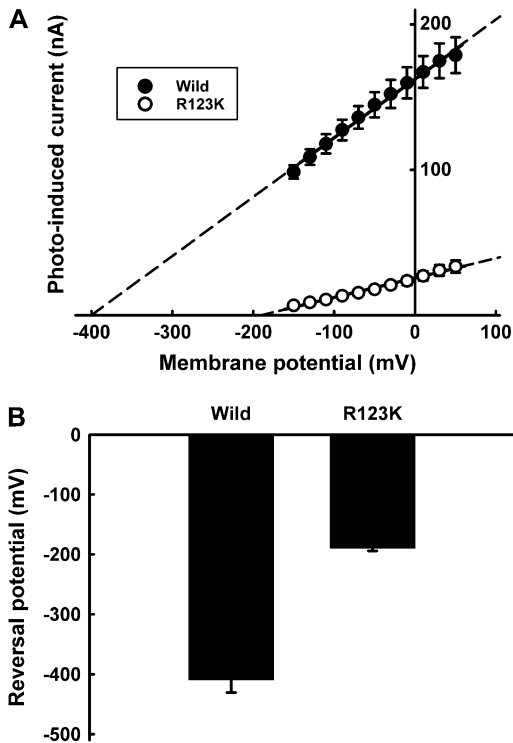 A
Photo-induced current (nA)
Wild
R123K
200
100
-400
-300
-200
-100
0
100
Membrane potential (mV)
B
Wild
R123K
Reversal potential (mV)
0
-100
-200
-300
-400
-500